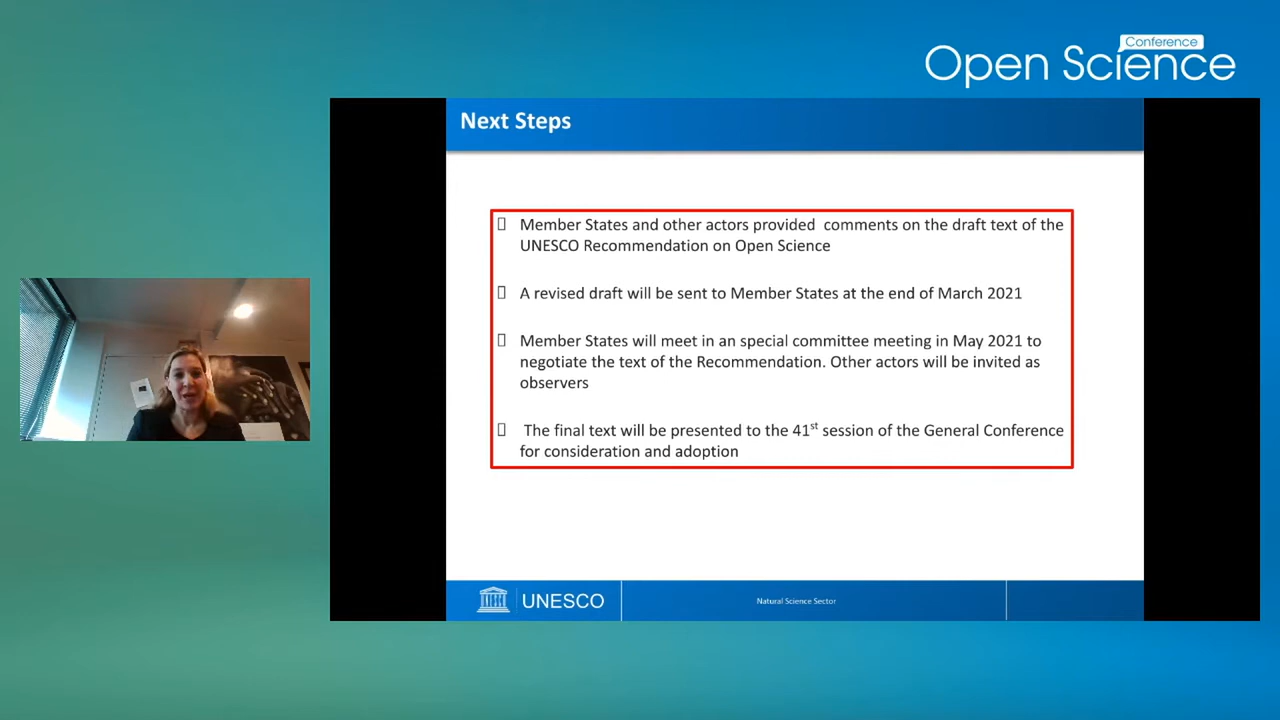 Conference
Open Science
Next Steps
Member States and other actors provided comments on the draft text of the
UNESCO Recommendation on Open Science
A revised draft will be sent to Member States at the end of March 2021
Member States will meet in an special committee meeting in May 2021 to
negotiate the text of the Recommendation. Other actors will be invited as
observers
The final text will be presented to the 41st session of the General Conference
for consideration and adoption
UNESCO
Natural Science Sector